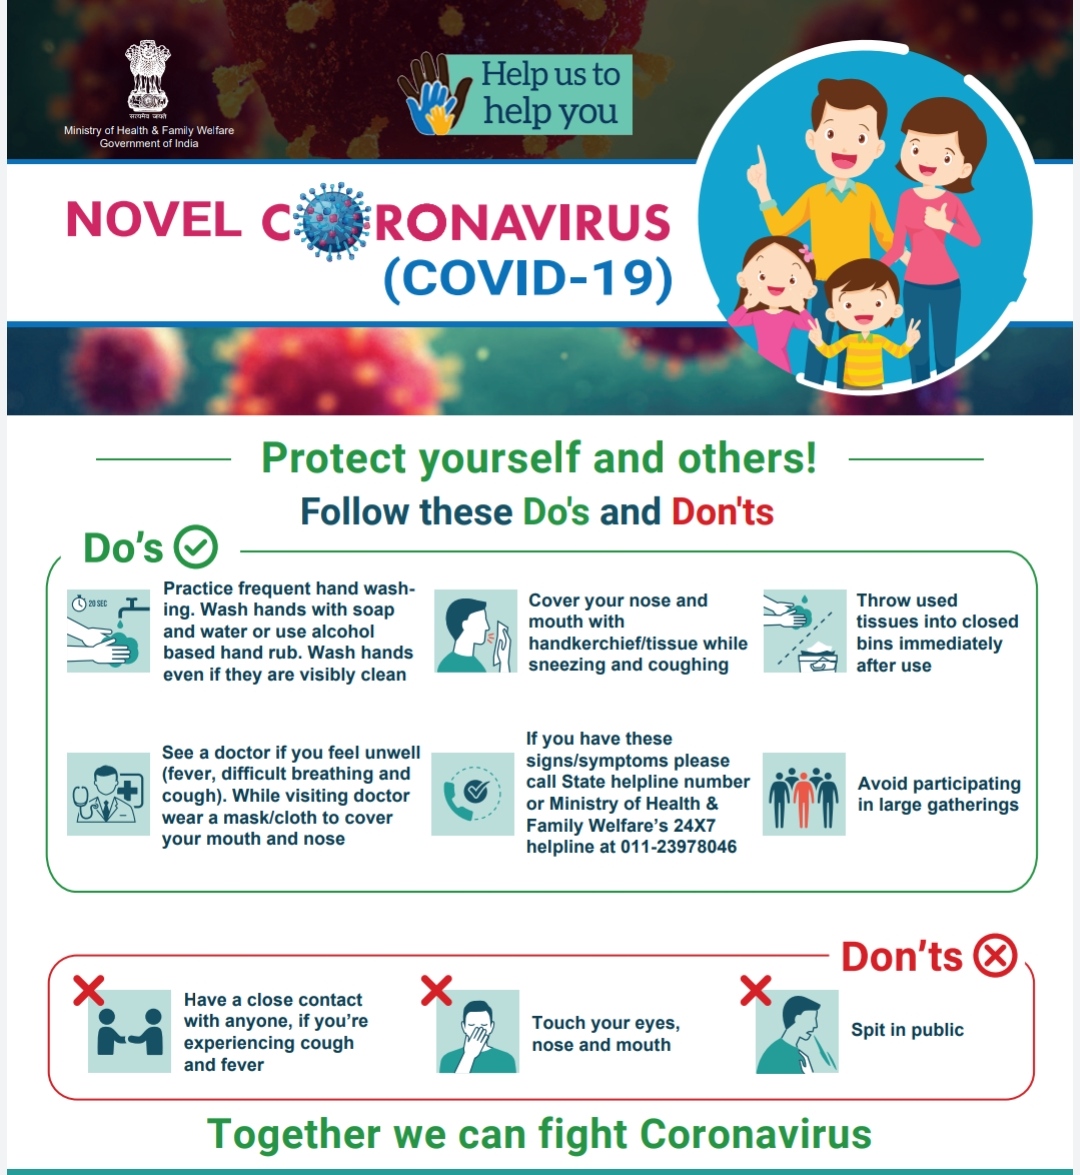 सत्यमेव जयते
Ministry of Health & Family Welfare
Government of India
Help us to
help you
NOVEL CORONAVIRUS
(COVID-19)
Protect yourself and others!
Follow these Do's and Don'ts
Do's
20 SEC
Practice frequent hand wash-
ing. Wash hands with soap
and water or use alcohol
based hand rub. Wash hands
even if they are visibly clean
Cover your nose and
mouth with
handkerchief/tissue while
sneezing and coughing
Throw used
tissues into closed
bins immediately
after use
See a doctor if you feel unwell
(fever, difficult breathing and
cough). While visiting doctor
wear a mask/cloth to cover
your mouth and nose
If you have these
signs/symptoms please
call State helpline number
or Ministry of Health &
Family Welfare's 24X7
helpline at 011-23978046
Avoid participating
in large gatherings
Don'ts
Have a close contact
with anyone, if you're
experiencing cough
and fever
Touch your eyes,
nose and mouth
Spit in public
Together we can fight Coronavirus